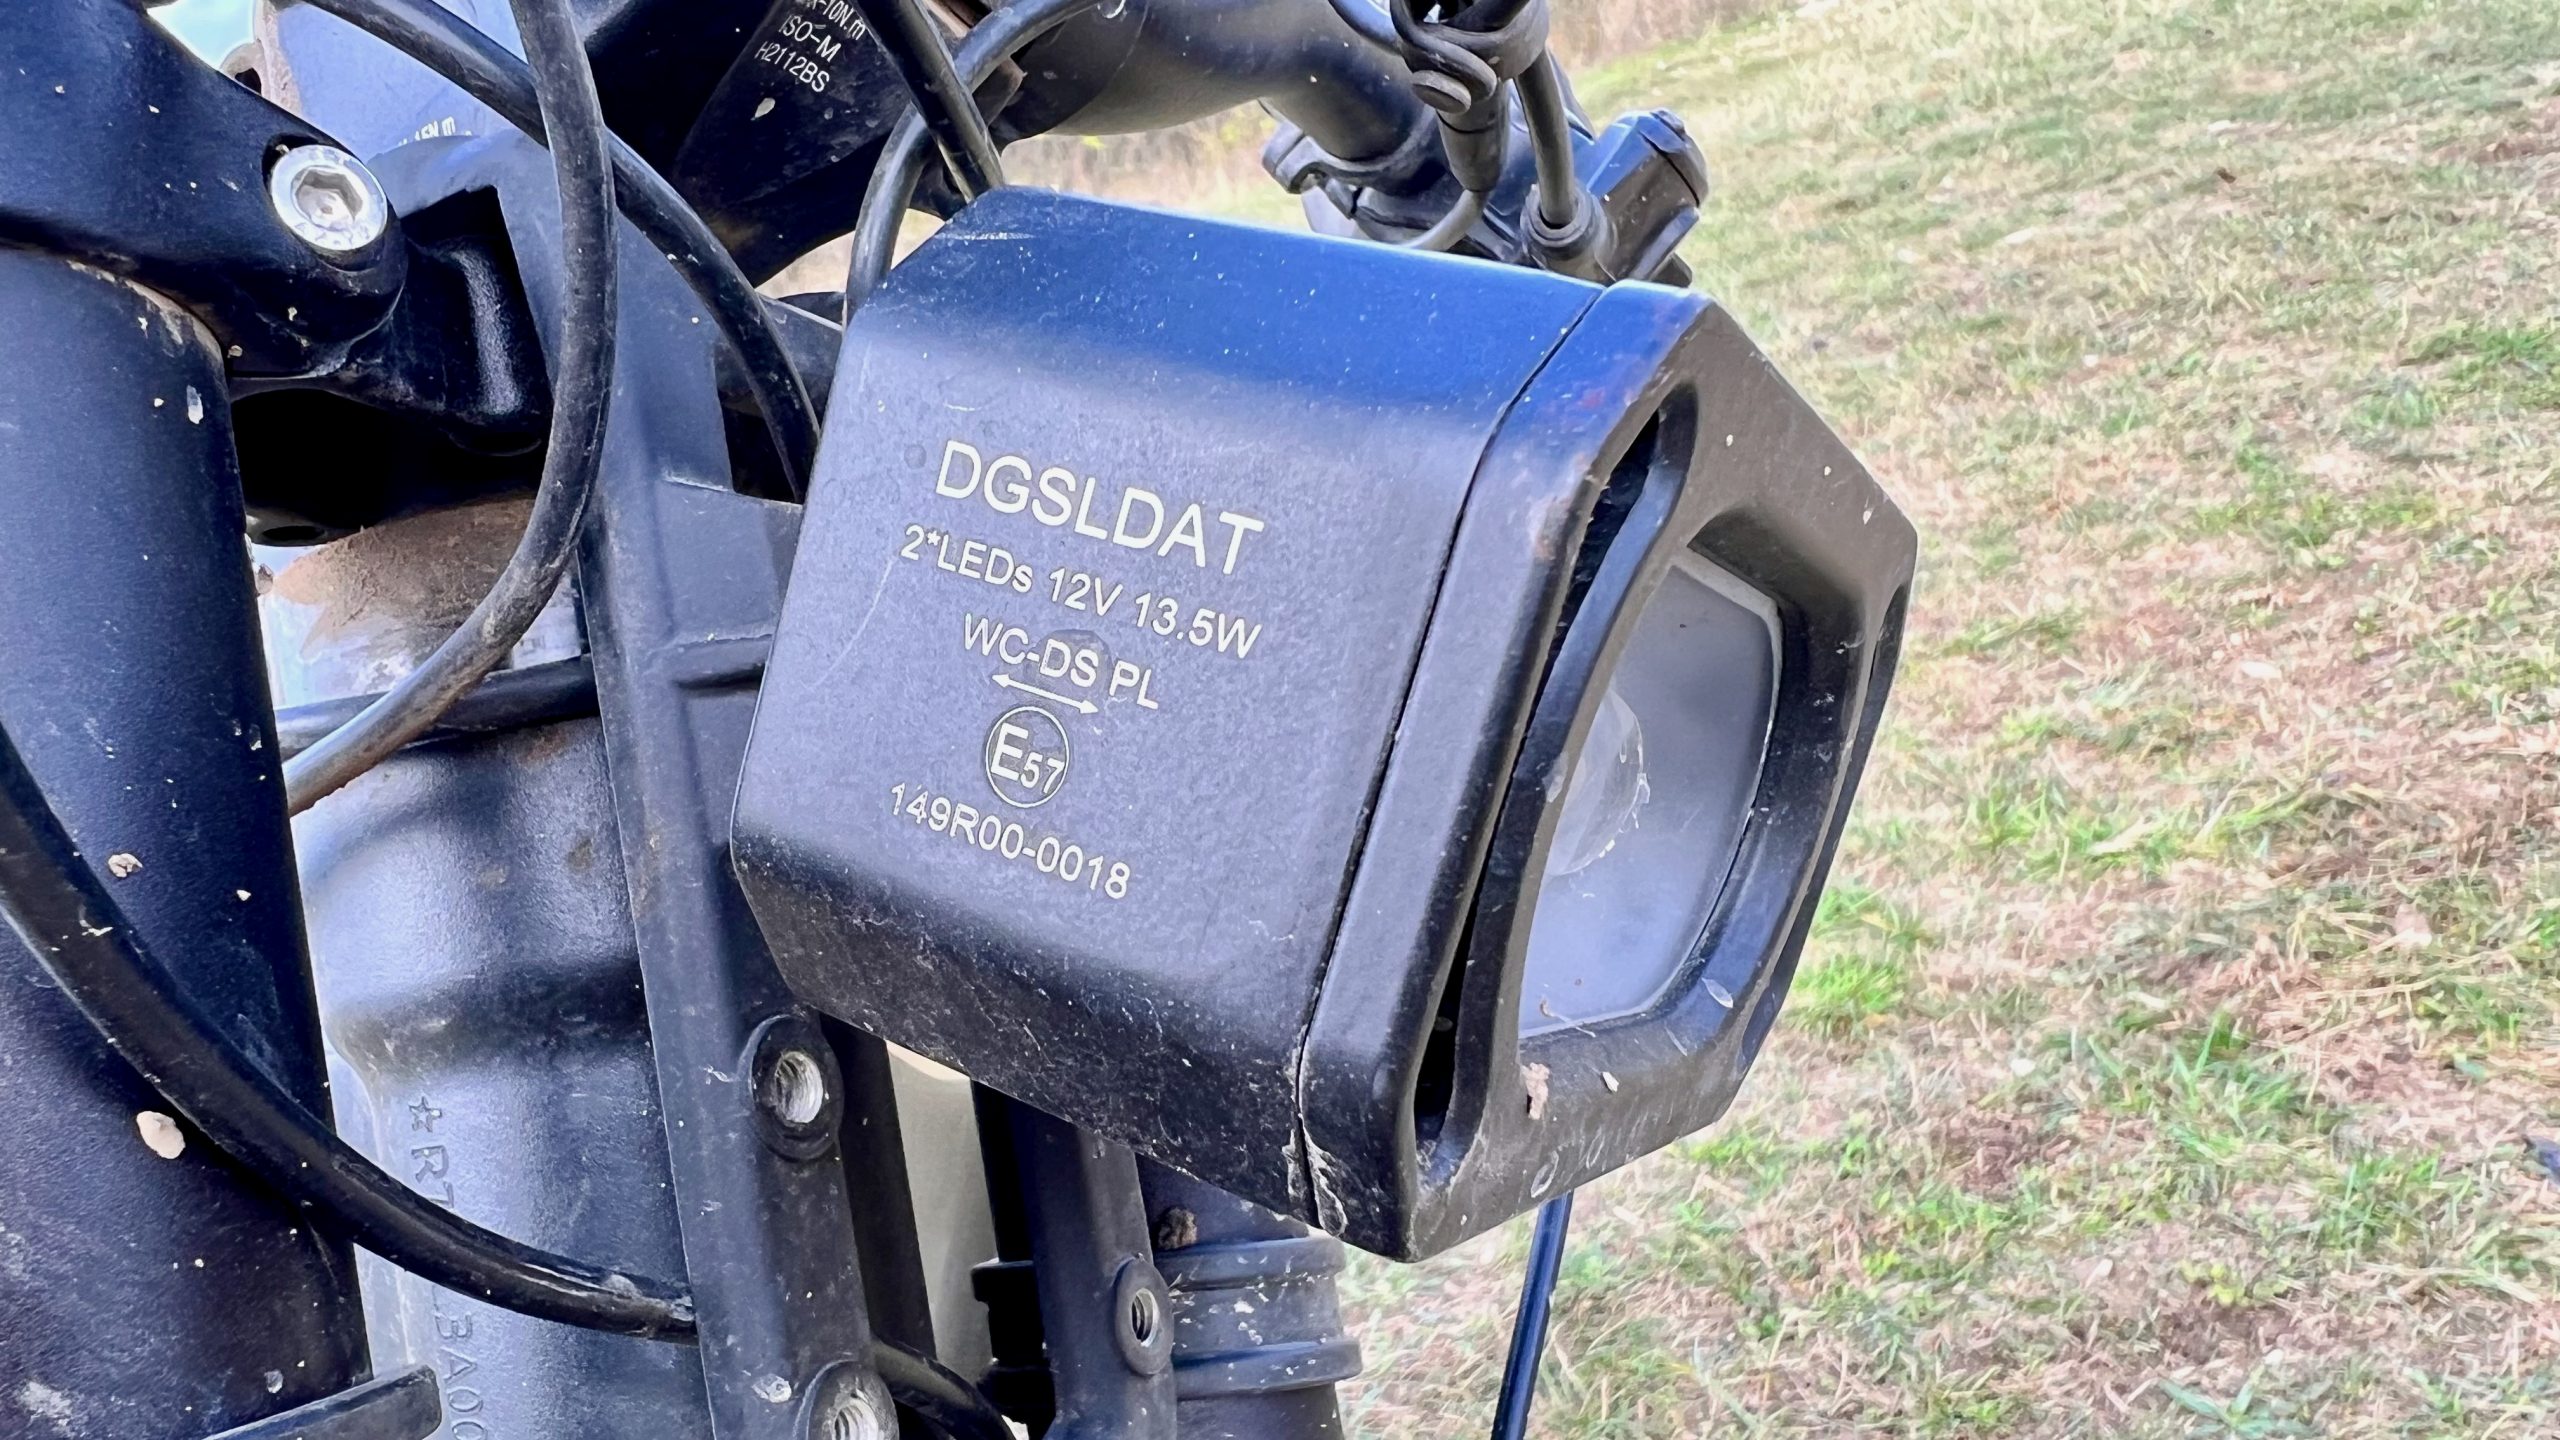 ISO-M
H2112BS
DGSLDAT
2*LEDs 12V 13.5W
WC-DS PL
E57
149R00-0018